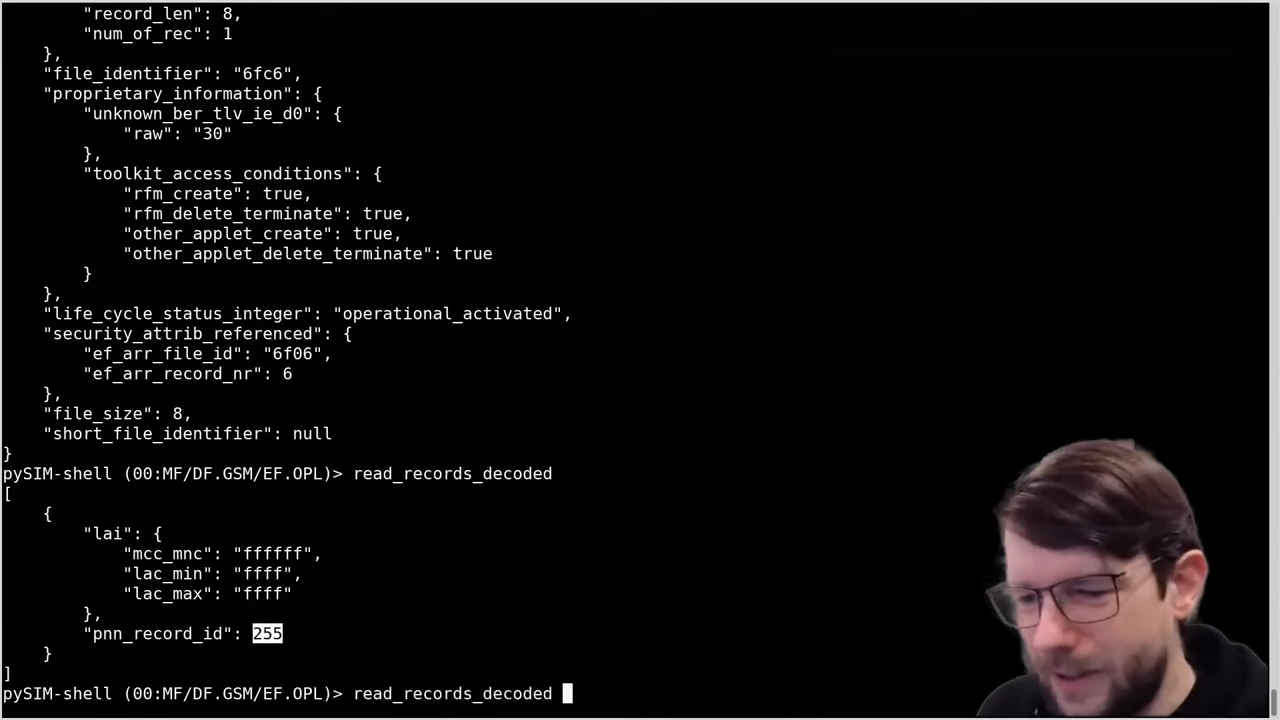 "record_len": 8,
"num_of_rec": 1
},
"file_identifier": "6fc6",
"proprietary_information": {
"unknown_ber_tlv_ie_d0": {
"raw": "30"
},
"toolkit_access_conditions": {
"rfm_create": true,
"rfm_delete_terminate": true,
"other_applet_create": true,
"other_applet_delete_terminate": true
}
},
"life_cycle_status_integer": "operational_activated",
"security_attrib_referenced": {
"ef_arr_file_id": "6f06",
"ef_arr_record_nr": 6
},
"file_size": 8,
"short_file_identifier": null
}
pySIM-shell (00:MF/DF.GSM/EF.OPL)> read_records_decoded
[
{
"lai": {
"mcc_mnc": "ffffff",
"lac_min": "ffff",
"lac_max": "ffff"
},
"pnn_record_id": 255
}
]
pySIM-shell (00:MF/DF.GSM/EF.OPL)> read_records_decoded